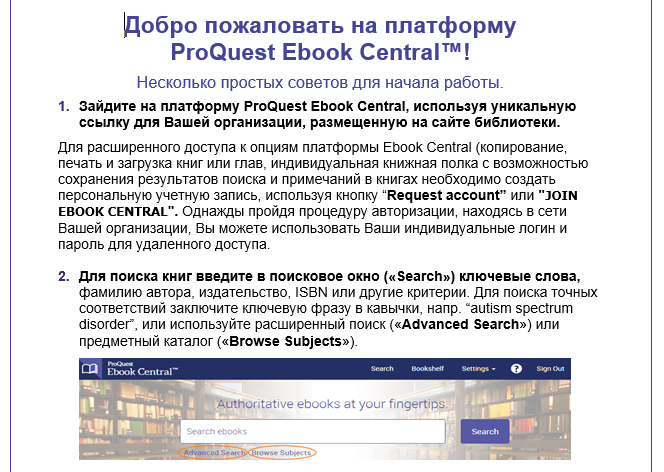 Добро пожаловать на платформу
ProQuest Ebook Central™!
Несколько простых советов для начала работы.
1. Зайдите на платформу ProQuest Ebook Central, используя уникальную
ссылку для Вашей организации, размещенную на сайте библиотеки.
Для расширенного доступа к опциям платформы Ebook Central (копирование,
печать и загрузка книг или глав, индивидуальная книжная полка с возможностью
сохранения результатов поиска и примечаний в книгах необходимо создать
персональную учетную запись, используя кнопку “Request account” или "JOIN
EBOOK CENTRAL". Однажды пройдя процедуру авторизации, находясь в сети
Вашей организации, Вы можете использовать Ваши индивидуальные логин и
пароль для удаленного доступа.
2. Для поиска книг введите в поисковое окно («Search») ключевые слова,
фамилию автора, издательство, ISBN или другие критерии. Для поиска точных
соответствий заключите ключевую фразу в кавычки, напр. “autism spectrum
disorder”, или используйте расширенный поиск («Advanced Search») или
предметный каталог («Browse Subjects»).
ProQuest
Ebook Central™ Search Bookshelf Settings ? Sign Out
Authoritative ebooks at your fingertips.
Search ebooks Search
Advanced Search Browse Subjects